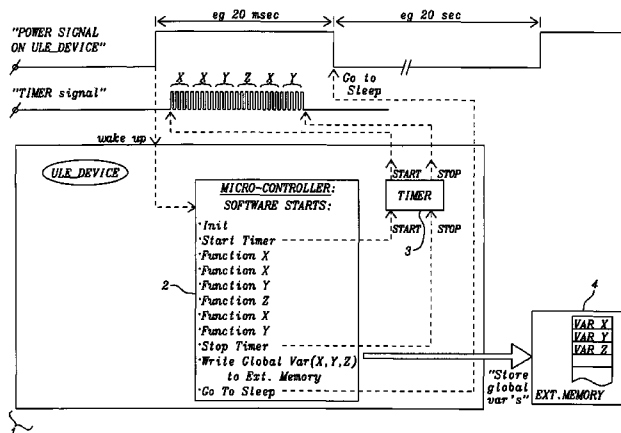 eg 20 msec
eg 20 sec
"POWER SIGNAL
ON ULE_DEVICE"
Go to
Sleep
X X Y Z X Y
"TIMER signal"
wake up
ULE_DEVICE
START STOP
TIMER
START STOP
3
MICRO-CONTROLLER:
SOFTWARE STARTS:
·Init
·Start Timer
·Function X
·Function X
·Function Y
·Function Z
·Function X
·Function Y
·Stop Timer
·Write Global Var(X,Y,Z)
to Ext. Memory
·Go To Sleep
2
4
VAR X
VAR Y
VAR Z
"Store
global
var's"
EXT.MEMORY
1